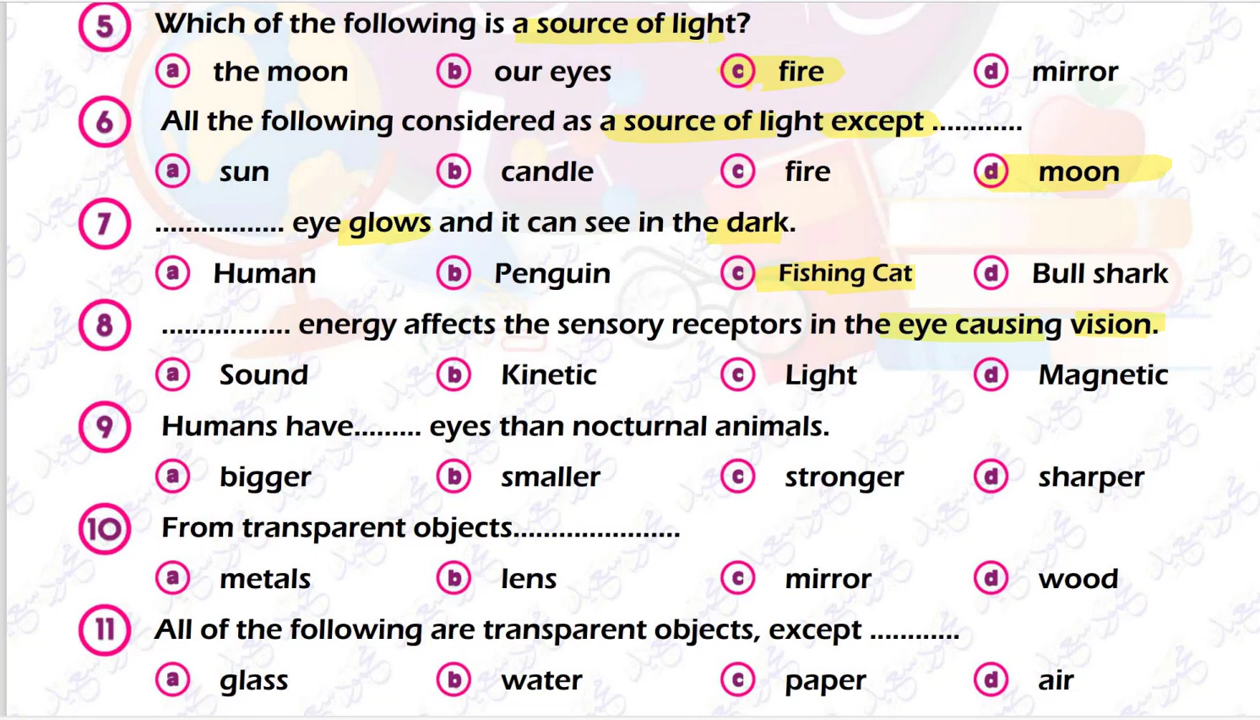 5 Which of the following is a source of light?
a the moon b our eyes c fire d mirror
6 All the following considered as a source of light except ............
a sun b candle c fire d moon
7 ................. eye glows and it can see in the dark.
a Human b Penguin c Fishing Cat d Bull shark
8 ................. energy affects the sensory receptors in the eye causing vision.
a Sound b Kinetic c Light d Magnetic
9 Humans have......... eyes than nocturnal animals.
a bigger b smaller c stronger d sharper
10 From transparent objects......................
a metals b lens c mirror d wood
11 All of the following are transparent objects, except ............
a glass b water c paper d air